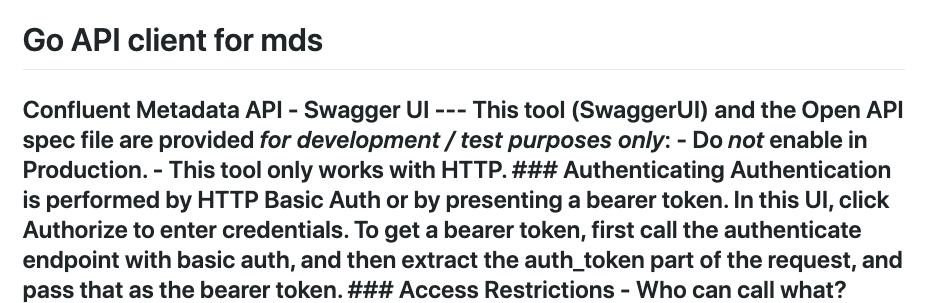 Go API client for mds
Confluent Metadata API - Swagger UI --- This tool (SwaggerUI) and the Open API
spec file are provided for development / test purposes only: - Do not enable in
Production. - This tool only works with HTTP. ### Authenticating Authentication
is performed by HTTP Basic Auth or by presenting a bearer token. In this UI, click
Authorize to enter credentials. To get a bearer token, first call the authenticate
endpoint with basic auth, and then extract the auth_token part of the request, and
pass that as the bearer token. ### Access Restrictions - Who can call what?